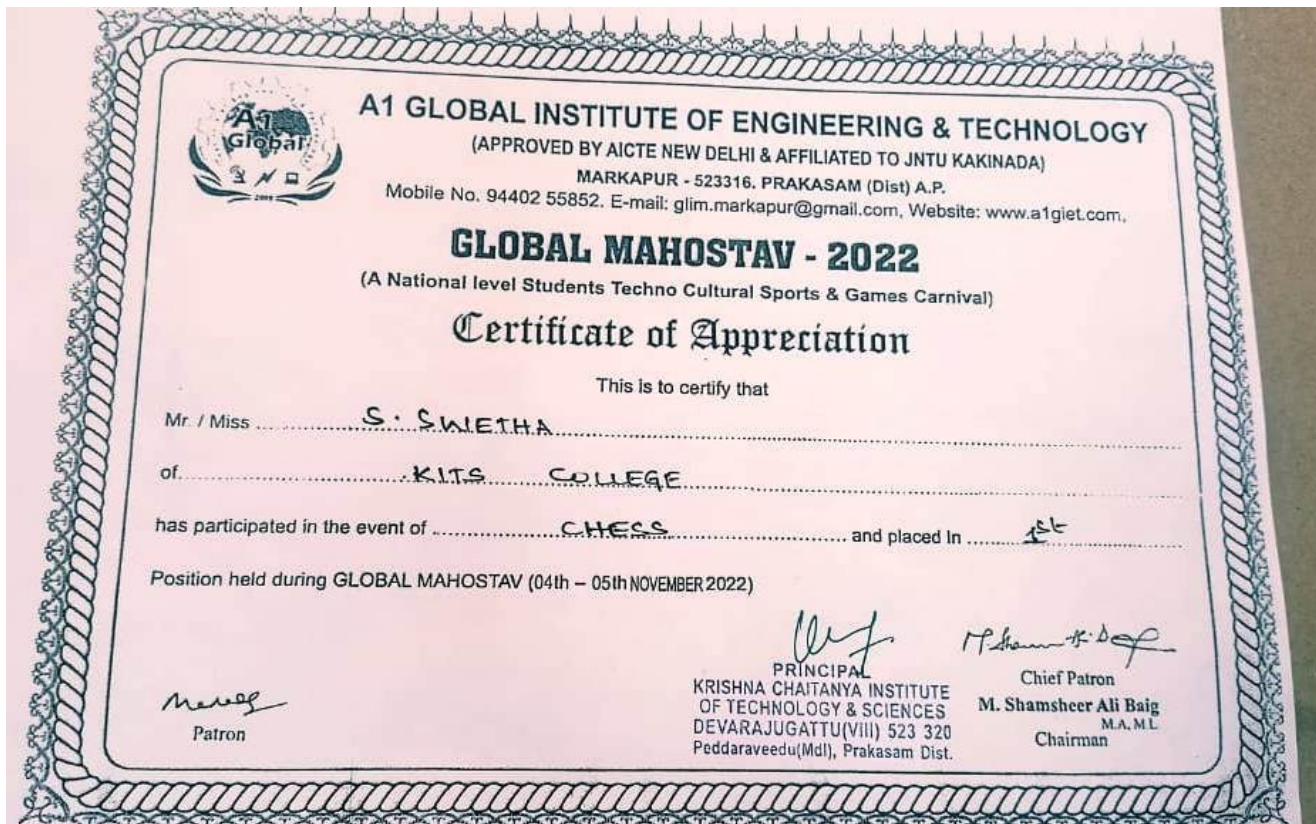 A1
Global
2008
A1 GLOBAL INSTITUTE OF ENGINEERING & TECHNOLOGY
(APPROVED BY AICTE NEW DELHI & AFFILIATED TO JNTU KAKINADA)
MARKAPUR - 523316. PRAKASAM (Dist) A.P.
Mobile No. 94402 55852. E-mail: glim.markapur@gmail.com, Website: www.a1giet.com,
GLOBAL MAHOSTAV - 2022
(A National level Students Techno Cultural Sports & Games Carnival)
Certificate of Appreciation
This is to certify that
Mr. / Miss S. SWETHA
of KITS COLLEGE
has participated in the event of CHESS and placed in 1st
Position held during GLOBAL MAHOSTAV (04th – 05th NOVEMBER 2022)
Patron
PRINCIPAL
KRISHNA CHAITANYA INSTITUTE
OF TECHNOLOGY & SCIENCES
DEVARAJUGATTU(Vill) 523 320
Peddaraveedu(Mdl), Prakasam Dist.
Chief Patron
M. Shamsheer Ali Baig
M.A, M.L
Chairman